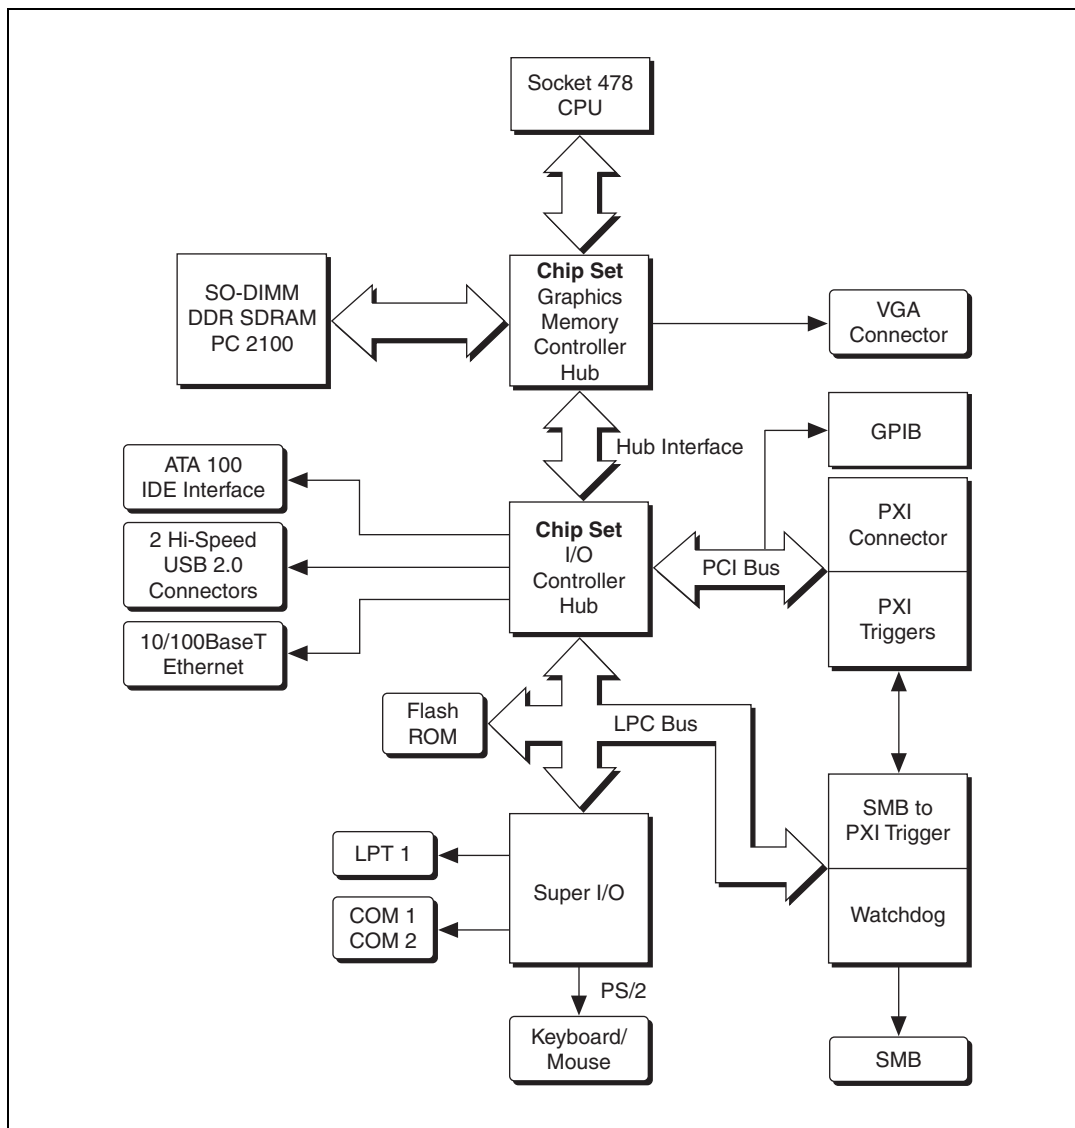 Socket 478
CPU
SO-DIMM
DDR SDRAM
PC 2100
Chip Set
Graphics
Memory
Controller
Hub
VGA
Connector
Hub Interface
GPIB
ATA 100
IDE Interface
2 Hi-Speed
USB 2.0
Connectors
10/100BaseT
Ethernet
Chip Set
I/O
Controller
Hub
PCI Bus
PXI
Connector
PXI
Triggers
Flash
ROM
LPC Bus
SMB to
PXI Trigger
Watchdog
LPT 1
COM 1
COM 2
Super I/O
PS/2
Keyboard/
Mouse
SMB